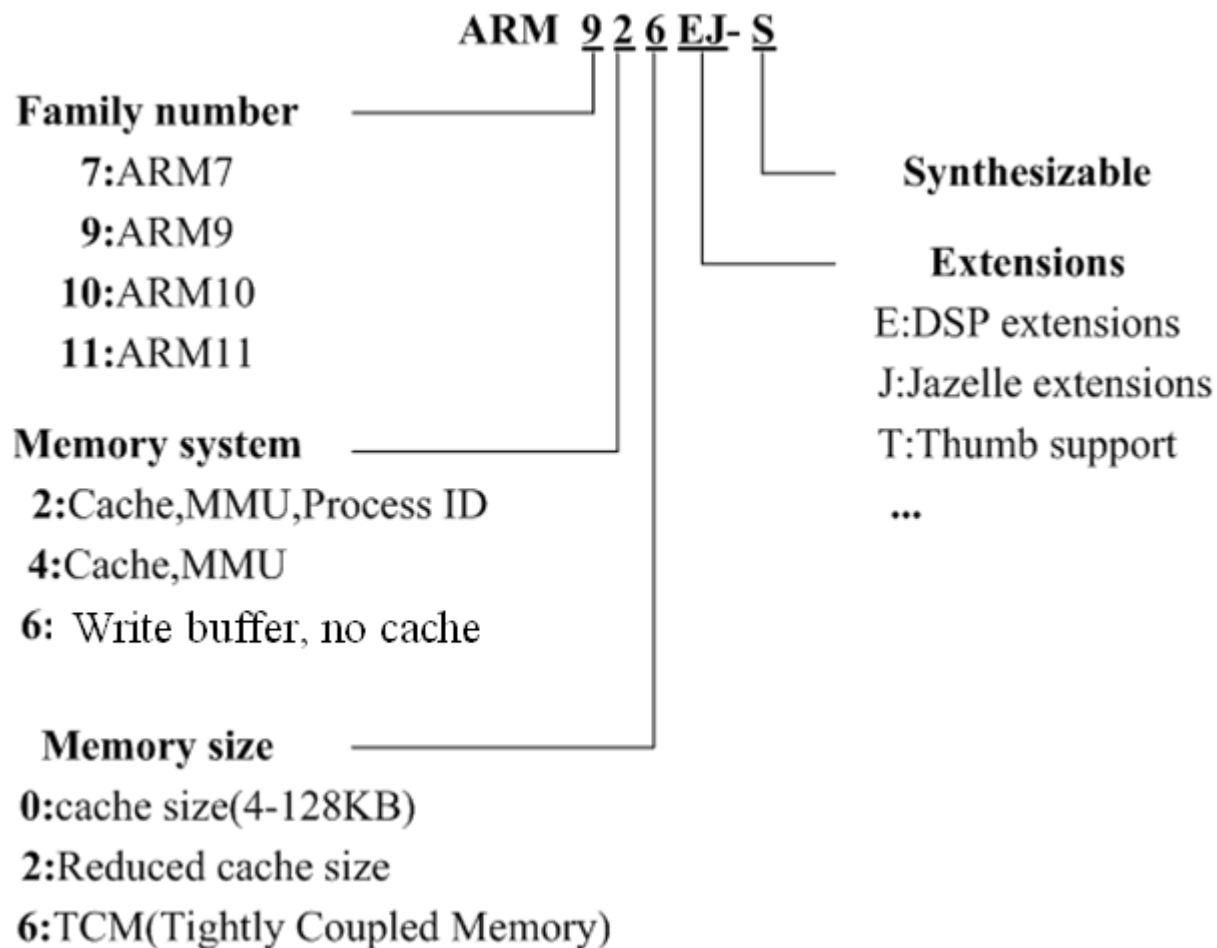 ARM 9 2 6 EJ- S
Family number
7:ARM7
9:ARM9
10:ARM10
11:ARM11
Memory system
2:Cache,MMU,Process ID
4:Cache,MMU
6: Write buffer, no cache
Memory size
0:cache size(4-128KB)
2:Reduced cache size
6:TCM(Tightly Coupled Memory)
Synthesizable
Extensions
E:DSP extensions
J:Jazelle extensions
T:Thumb support
...